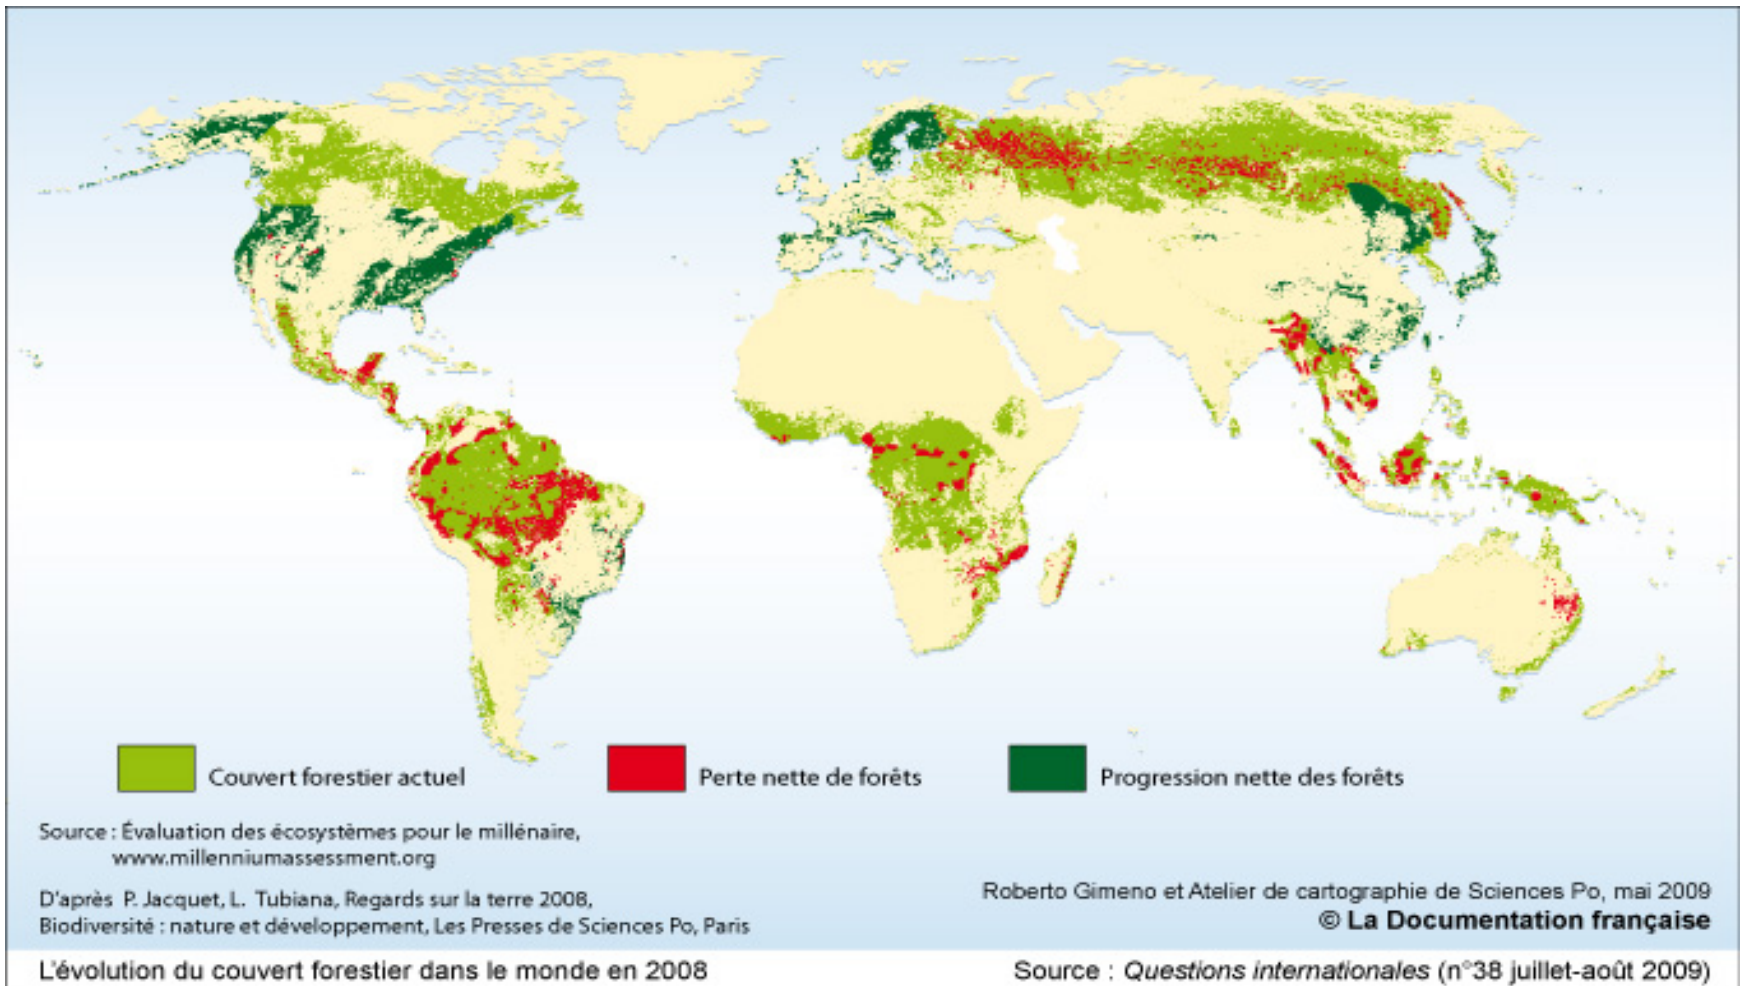 Couvert forestier actuel
Perte nette de forêts
Progression nette des forêts
Source : Évaluation des écosystèmes pour le millénaire,
www.millenniumassessment.org
D'après P. Jacquet, L. Tubiana, Regards sur la terre 2008,
Biodiversité : nature et développement, Les Presses de Sciences Po, Paris
Roberto Gimeno et Atelier de cartographie de Sciences Po, mai 2009
© La Documentation française
L'évolution du couvert forestier dans le monde en 2008
Source : Questions internationales (n°38 juillet-août 2009)